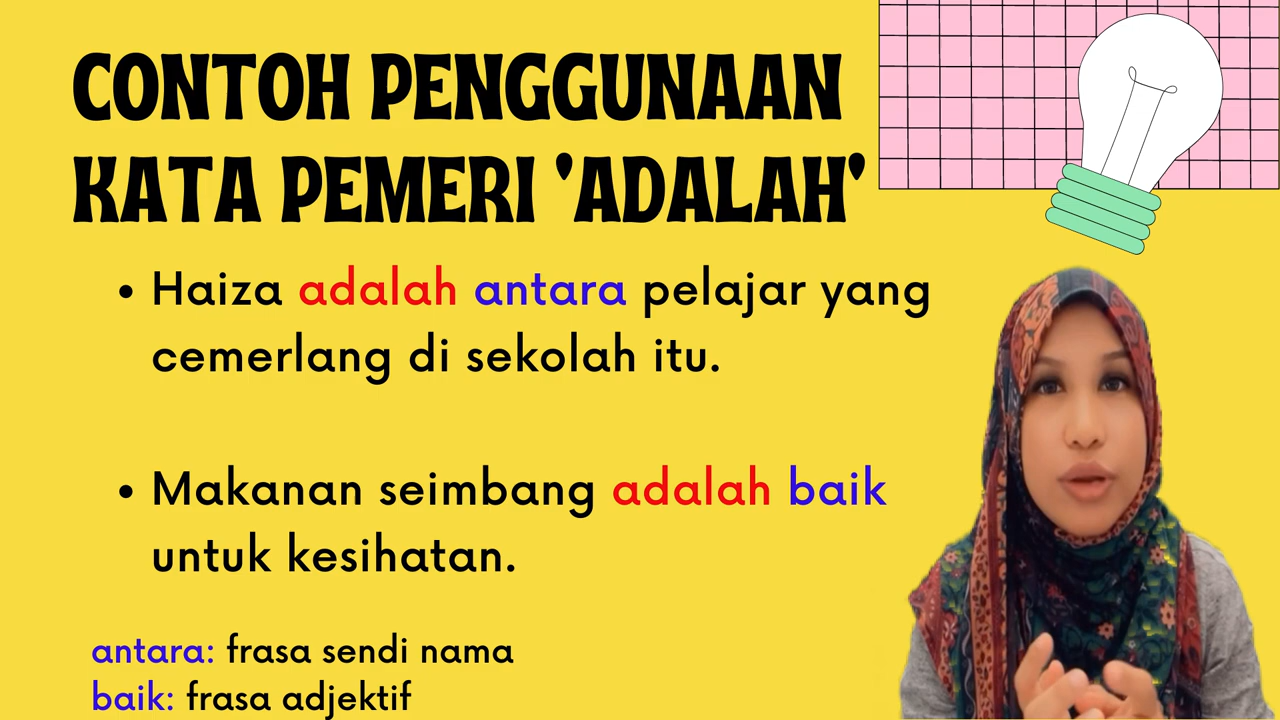 CONTOH PENGGUNAAN
KATA PEMERI 'ADALAH'
• Haiza adalah antara pelajar yang
cemerlang di sekolah itu.
• Makanan seimbang adalah baik
untuk kesihatan.
antara: frasa sendi nama
baik: frasa adjektif